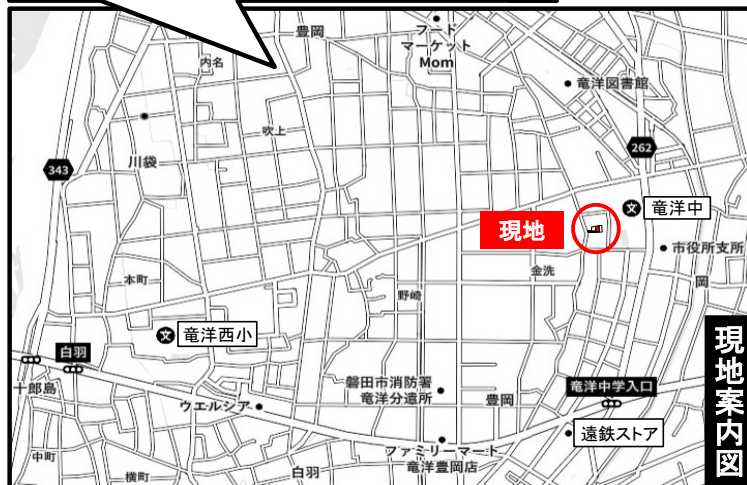 豊岡
フード
マーケット
Mom
内名
竜洋図書館
吹上
川袋
343
262
文
竜洋中
現地
市役所支所
岡
金洗
本町
野崎
文
竜洋西小
現地案内図
白羽
十郎島
磐田市消防署
竜洋分遣所
豊岡
竜洋中学入口
ウエルシア
遠鉄ストア
ファミリーマート
竜洋豊岡店
中町
横町
白羽